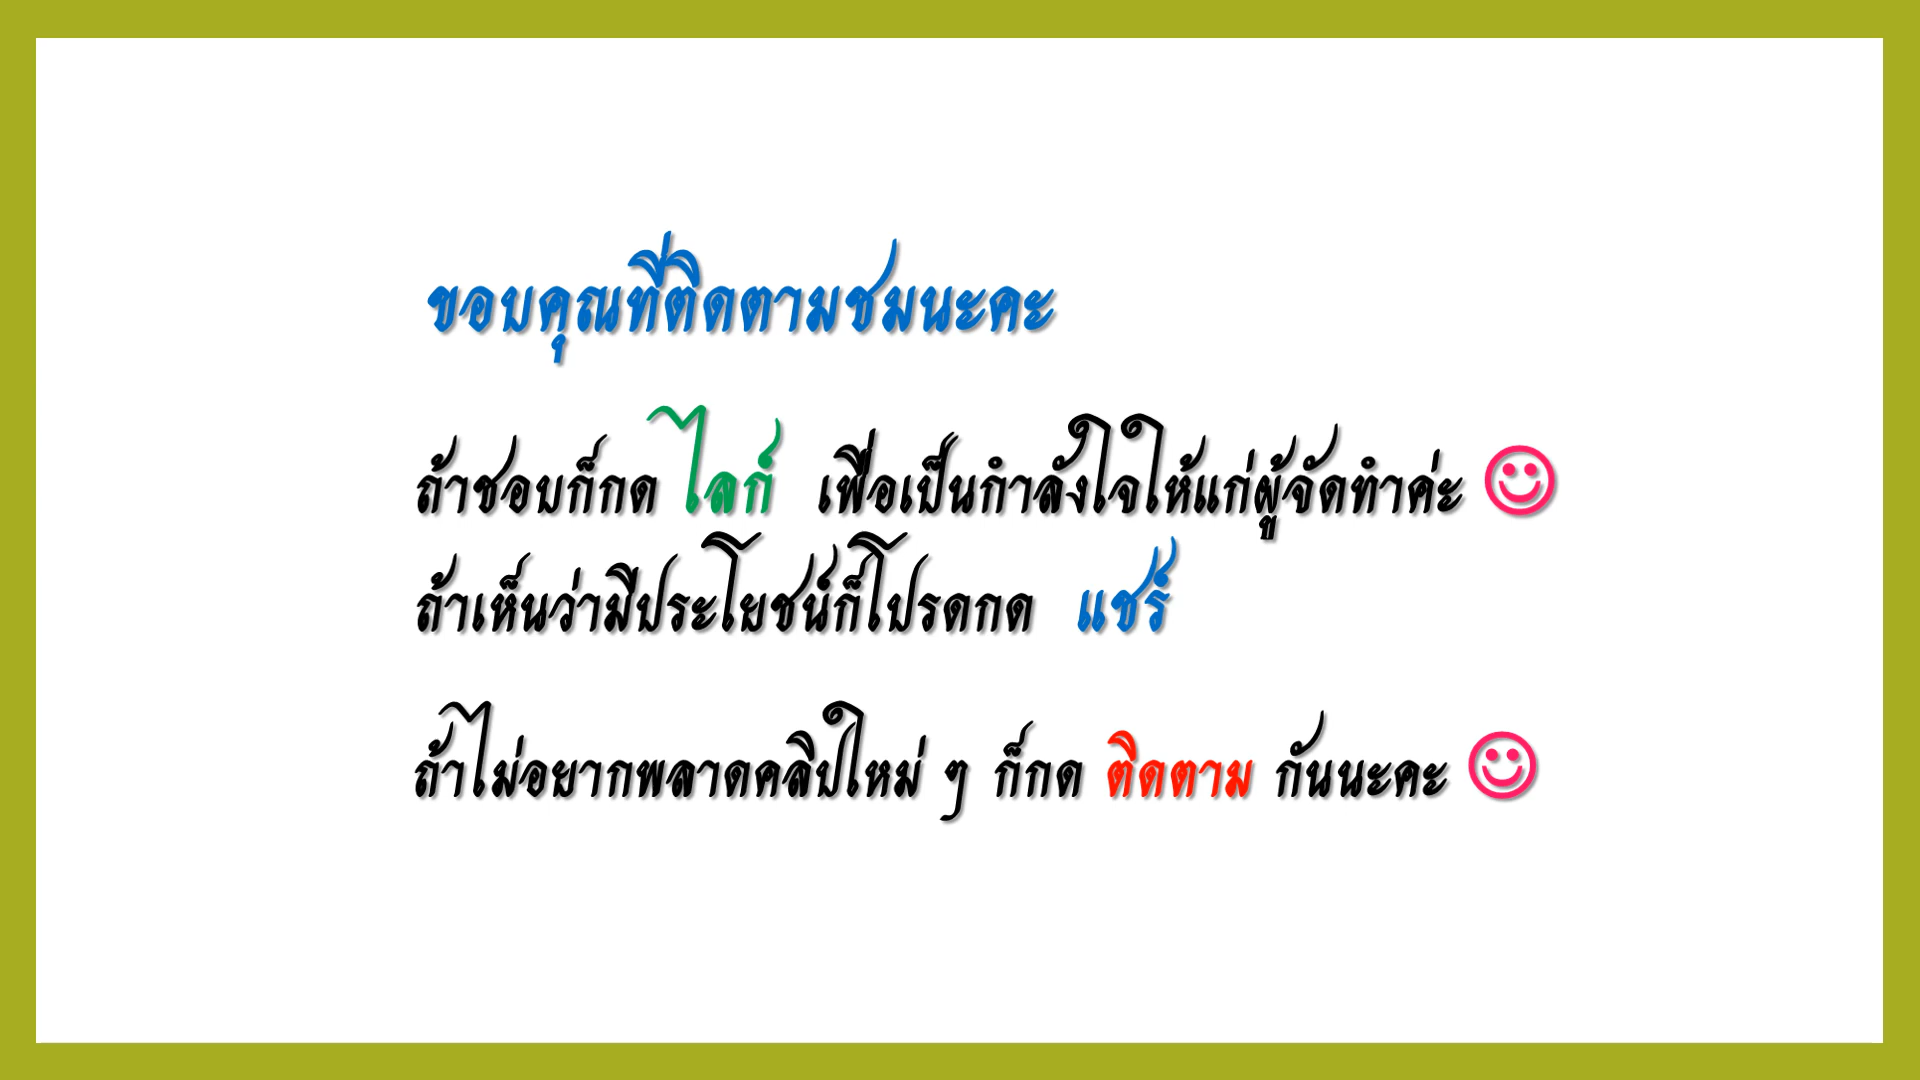 ขอบคุณที่ติดตามชมนะคะ
ถ้าชอบก็กด ไลก์ เพื่อเป็นกำลังใจให้แก่ผู้จัดทำค่ะ ☺
ถ้าเห็นว่ามีประโยชน์ก็โปรดกด แชร์
ถ้าไม่อยากพลาดคลิปใหม่ ๆ ก็กด ติดตาม กันนะคะ ☺